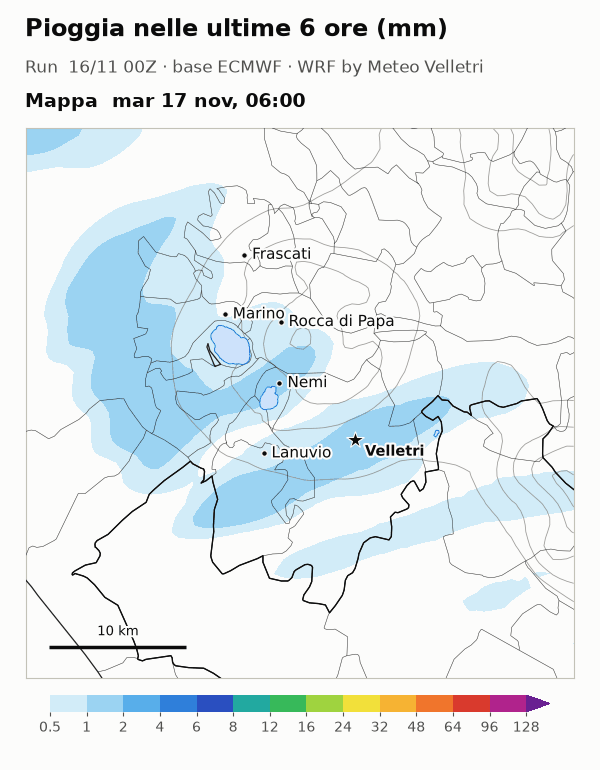 Pioggia nelle ultime 6 ore (mm)
Run  16/11 00Z · base ECMWF · WRF by Meteo Velletri
Mappa  mar 17 nov, 06:00
Frascati
Marino
Rocca di Papa
Nemi
Velletri
Lanuvio
10 km
0.5 1 2 4 6 8 12 16 24 32 48 64 96 128